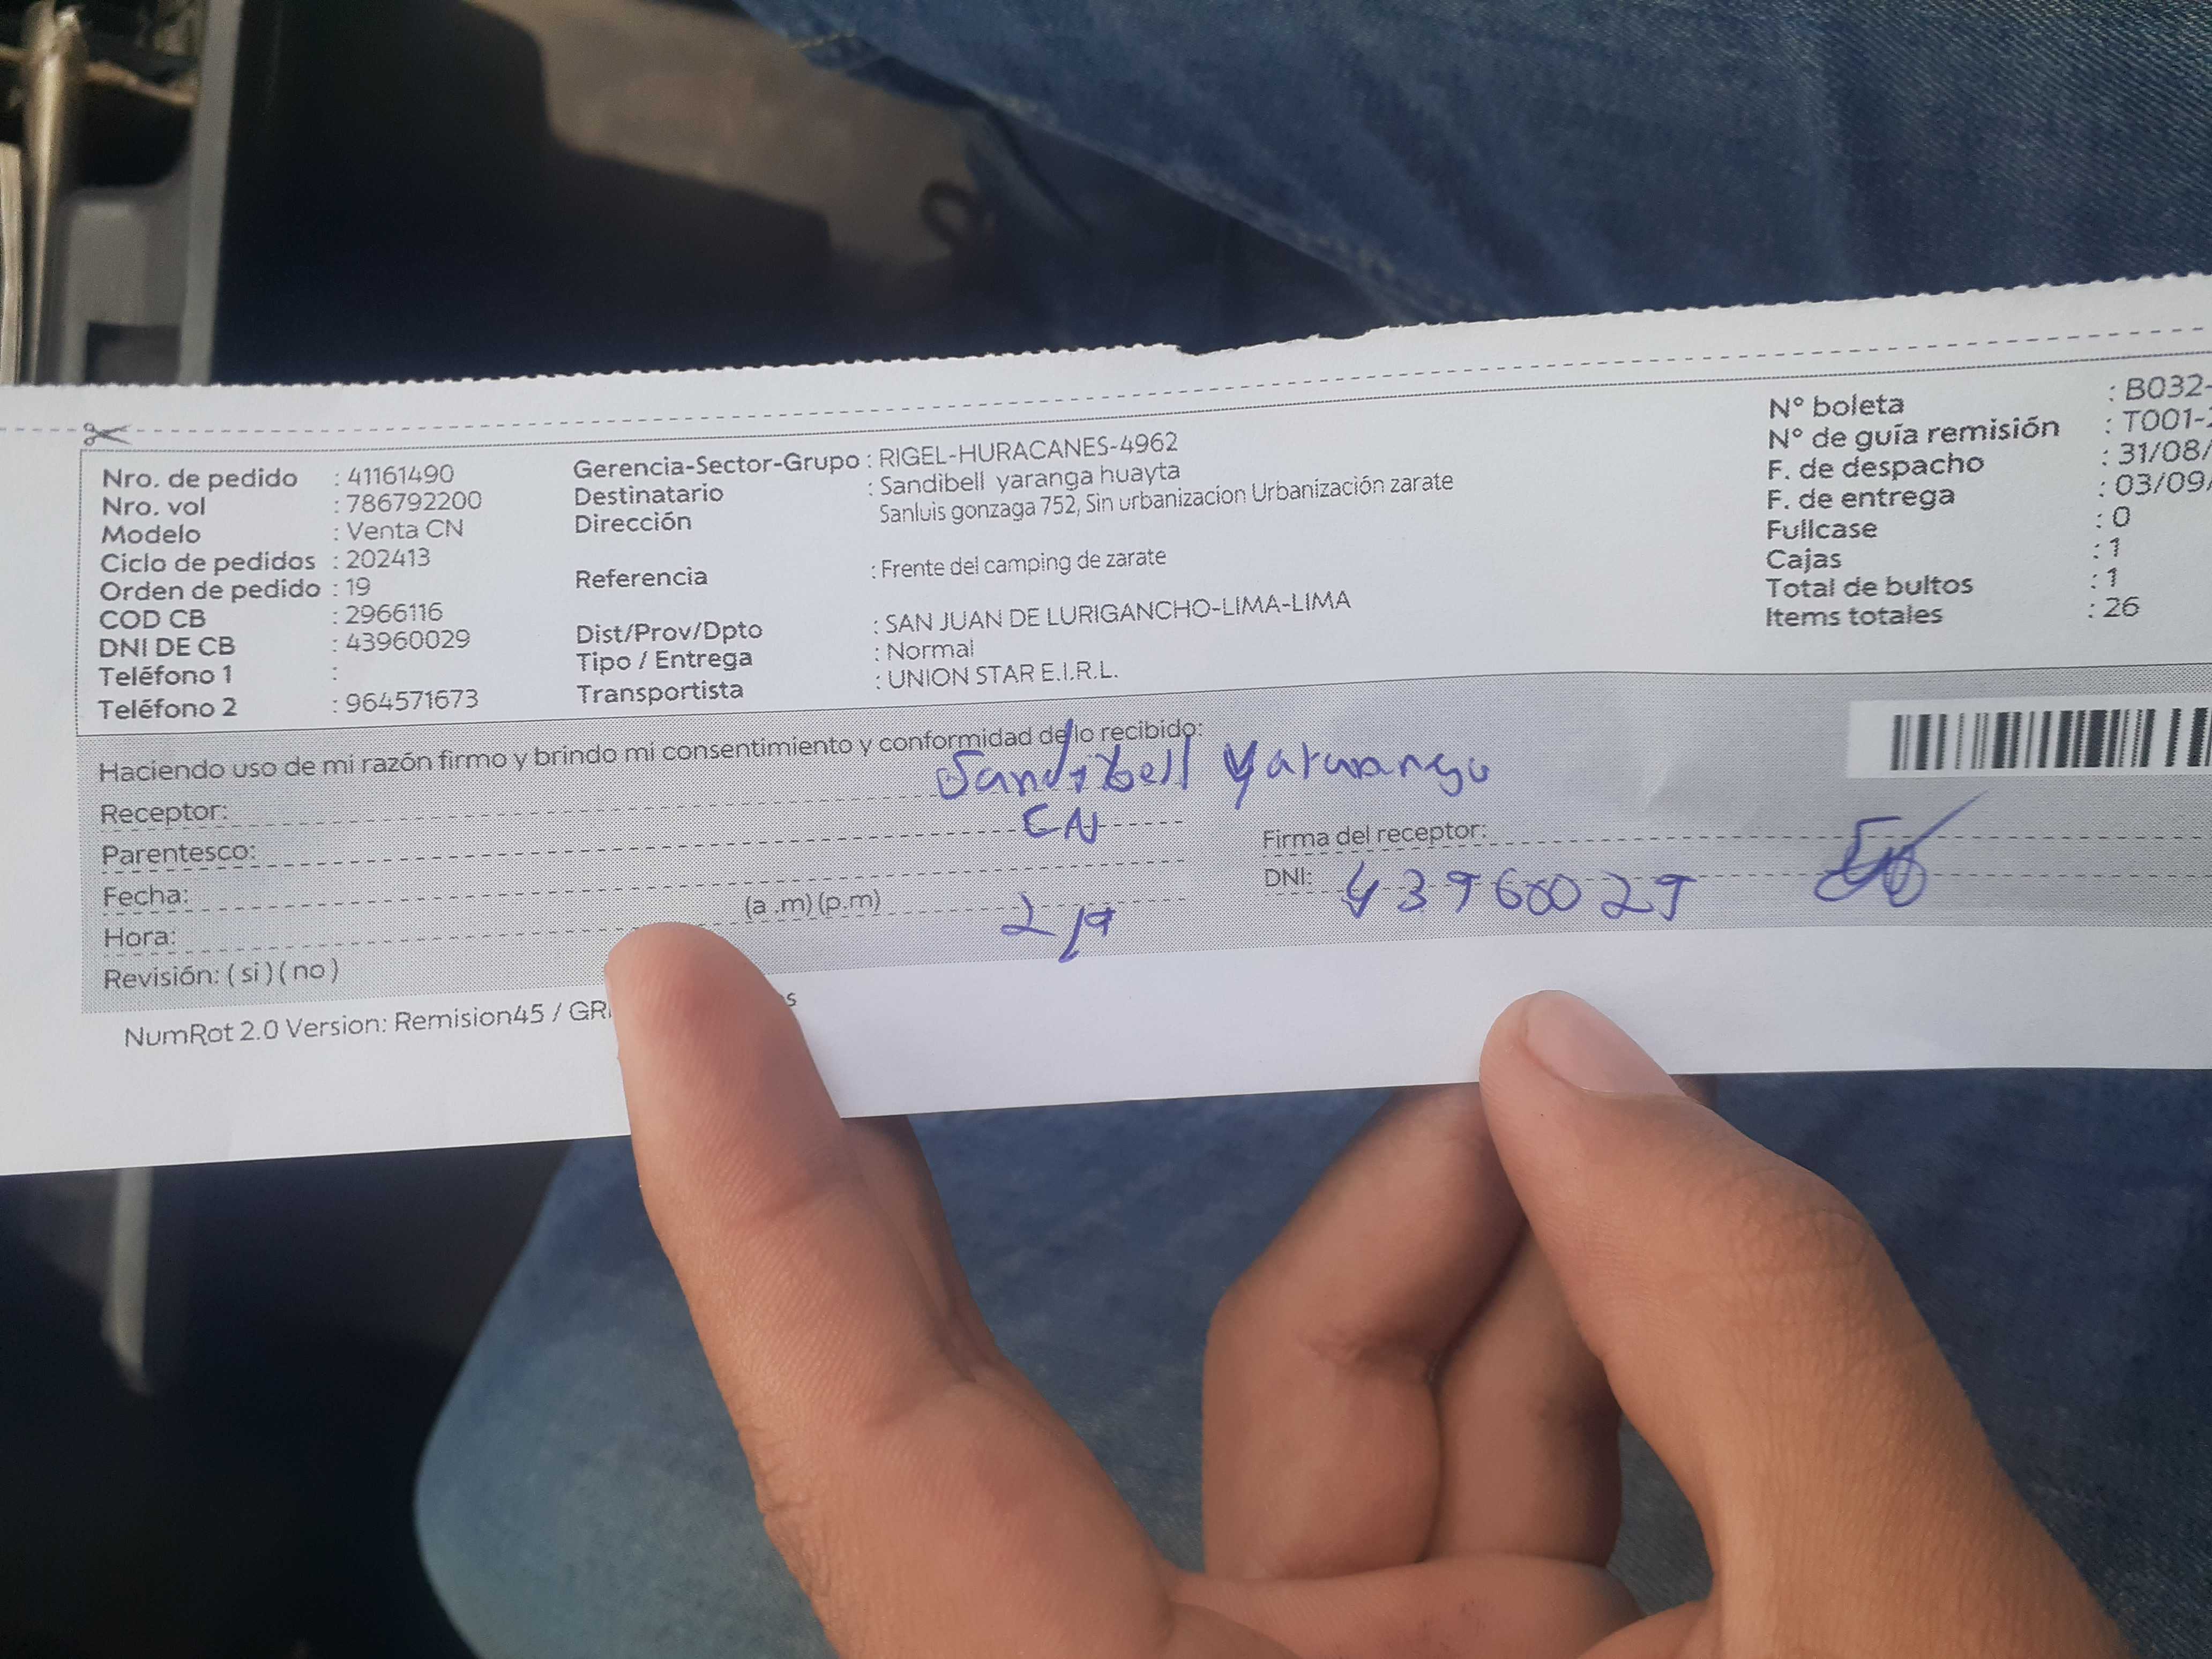 Nro. de pedido : 41161490
Nro. vol : 786792200
Modelo : Venta CN
Ciclo de pedidos : 202413
Orden de pedido : 19
COD CB : 2966116
DNI DE CB : 43960029
Teléfono 1 :
Teléfono 2 : 964571673
Gerencia-Sector-Grupo : RIGEL-HURACANES-4962
Destinatario : Sandibell yaranga huayta
Dirección Sanluis gonzaga 752, Sin urbanizacion Urbanización zarate
Referencia : Frente del camping de zarate
Dist/Prov/Dpto : SAN JUAN DE LURIGANCHO-LIMA-LIMA
Tipo / Entrega : Normal
Transportista : UNION STAR E.I.R.L.
N° boleta : B032-
N° de guía remisión : T001-
F. de despacho : 31/08/
F. de entrega : 03/09/
Fullcase : 0
Cajas : 1
Total de bultos : 1
Items totales : 26
Haciendo uso de mi razón firmo y brindo mi consentimiento y conformidad de lo recibido:
Receptor: Sandibell Yaruanga
Parentesco: CN
Fecha:
Hora: (a .m) (p.m) 2/9
Revisión: ( si ) ( no )
Firma del receptor:
DNI: 43960029
NumRot 2.0 Version: Remision45 / GR